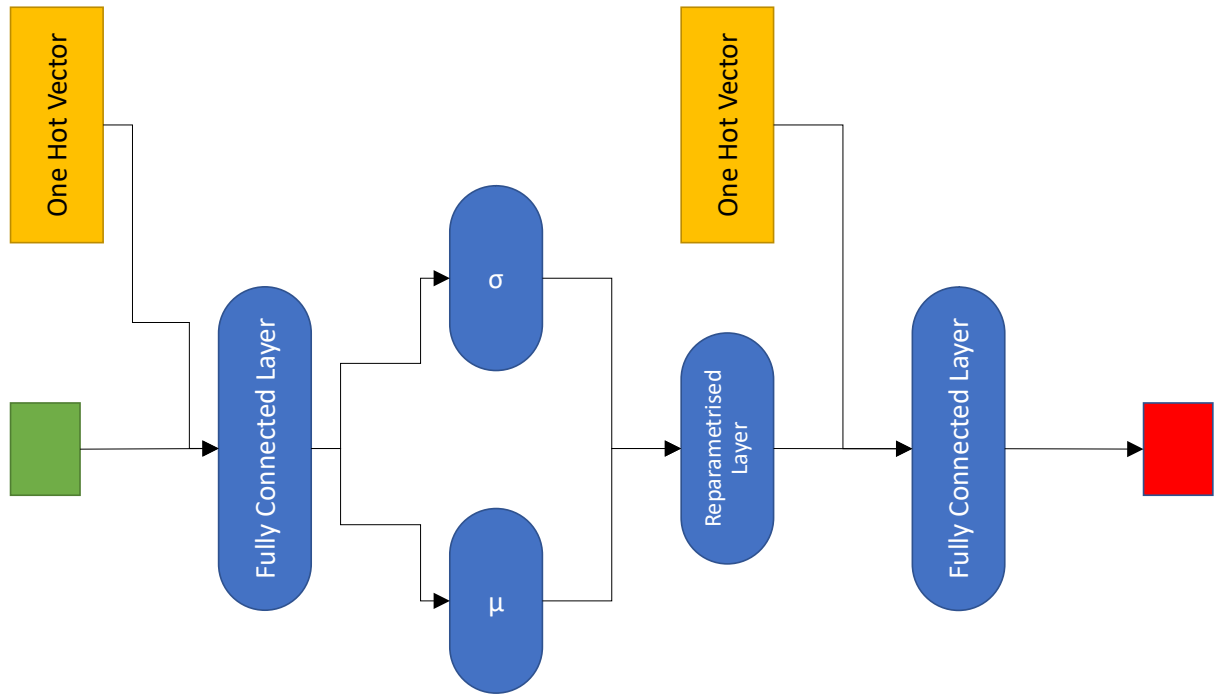 One Hot Vector
Fully Connected Layer
σ
μ
One Hot Vector
Reparametrised
Layer
Fully Connected Layer